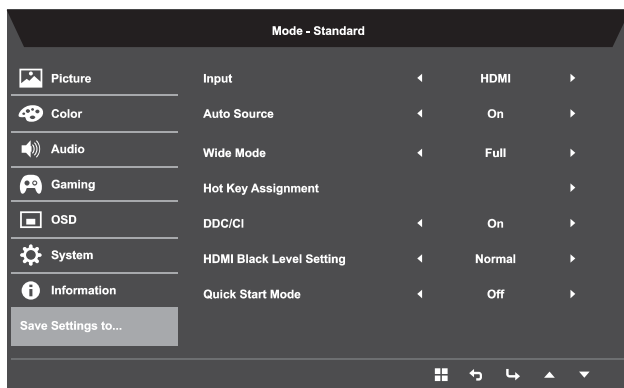 Mode - Standard
Picture
Input HDMI
Color
Auto Source On
Audio
Wide Mode Full
Gaming
Hot Key Assignment
OSD
DDC/CI On
System
HDMI Black Level Setting Normal
Information
Quick Start Mode Off
Save Settings to...